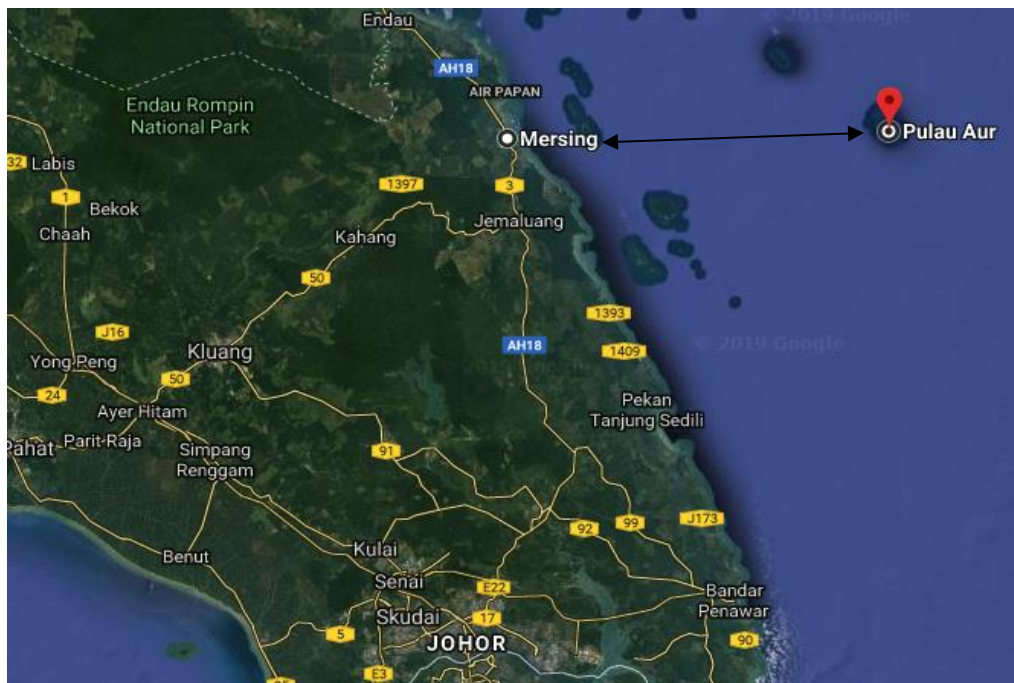 © 2019 Google
Endau
AH18
AIR PAPAN
Endau Rompin
National Park
Mersing
Pulau Aur
32
Labis
1397
3
1
Bekok
Chaah
Jemaluang
Kahang
50
1393
J16
AH18
1409
© 2019 Google
Kluang
Yong Peng
50
24
Ayer Hitam
Pekan
Tanjung Sedili
Pahat
Parit Raja
91
Simpang
Renggam
92
99
J173
Benut
Kulai
Senai
E22
Bandar
Penawar
Skudai
17
5
90
JOHOR
E3